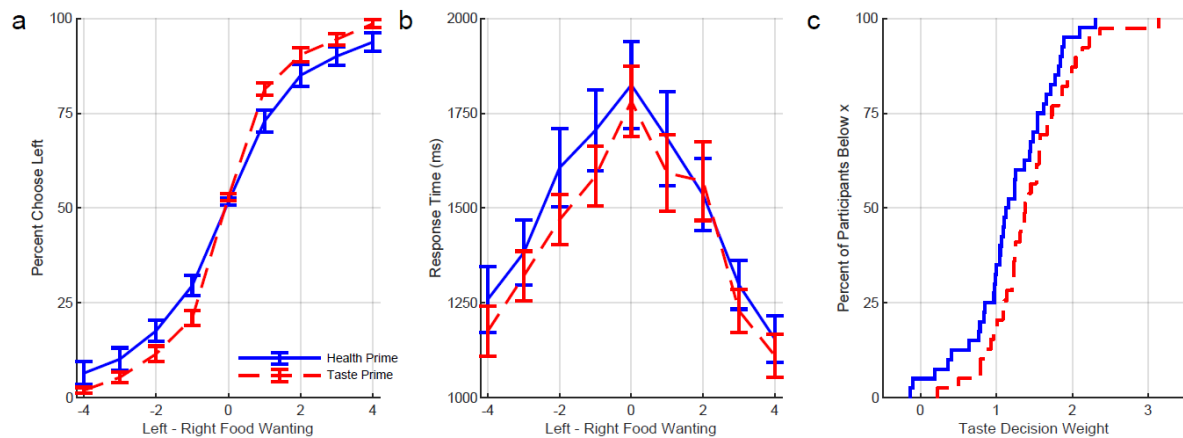 a
100
75
50
25
0
Percent Choose Left
-4 -2 0 2 4
Left - Right Food Wanting
Health Prime
Taste Prime
b
2000
1750
1500
1250
1000
Response Time (ms)
-4 -2 0 2 4
Left - Right Food Wanting
c
100
75
50
25
0
Percent of Participants Below x
0 1 2 3
Taste Decision Weight